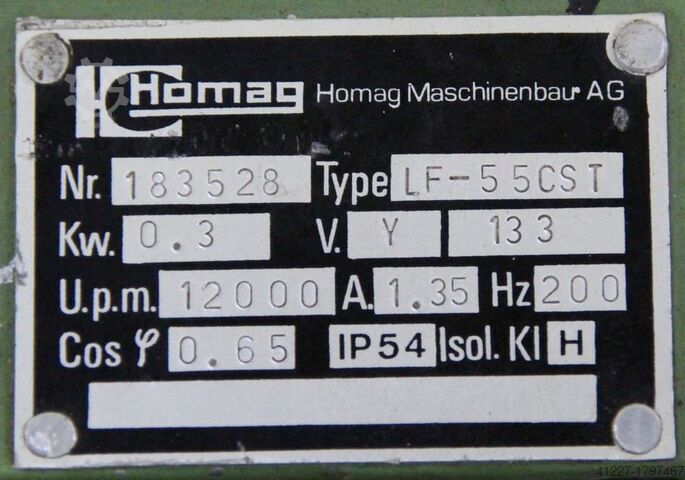 Homag Homag Maschinenbau AG
Nr. 183528 Type LF-55CST
Kw. 0.3 V. Y 133
U.p.m. 12000 A. 1.35 Hz 200
Cos φ 0.65 IP54 Isol. Kl H
41227-1797467